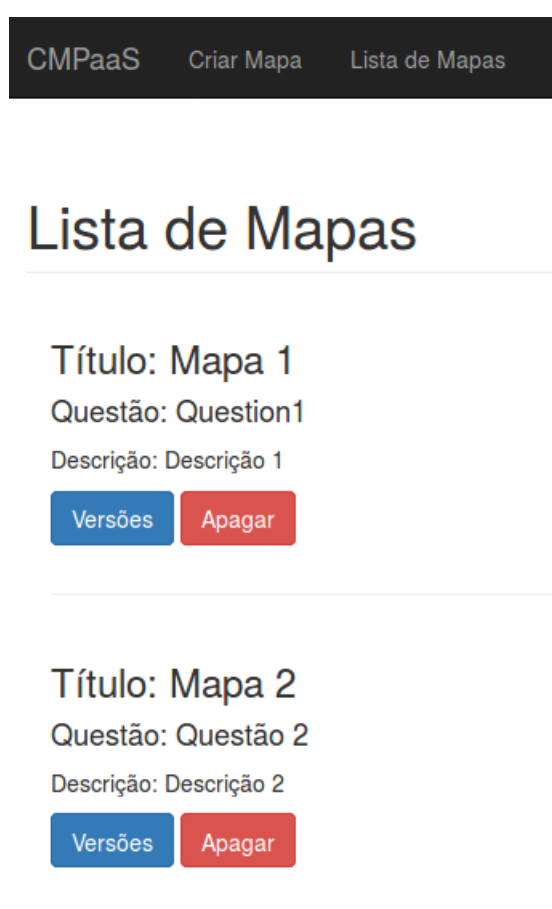 CMPaaS Criar Mapa Lista de Mapas
Lista de Mapas
Título: Mapa 1
Questão: Question1
Descrição: Descrição 1
Versões Apagar
Título: Mapa 2
Questão: Questão 2
Descrição: Descrição 2
Versões Apagar